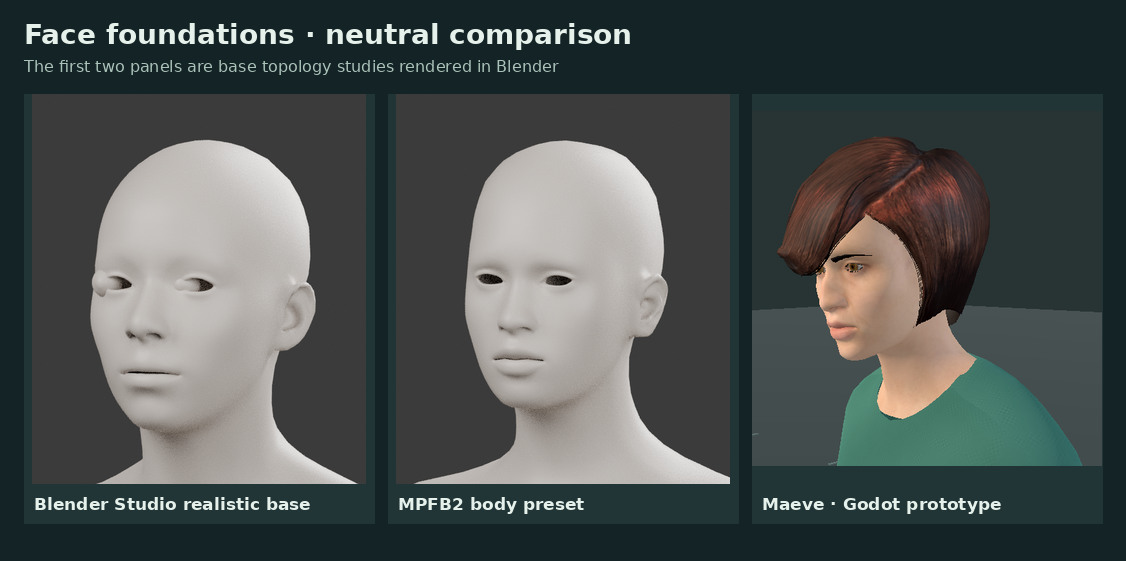 Face foundations · neutral comparison
The first two panels are base topology studies rendered in Blender
Blender Studio realistic base
MPFB2 body preset
Maeve · Godot prototype